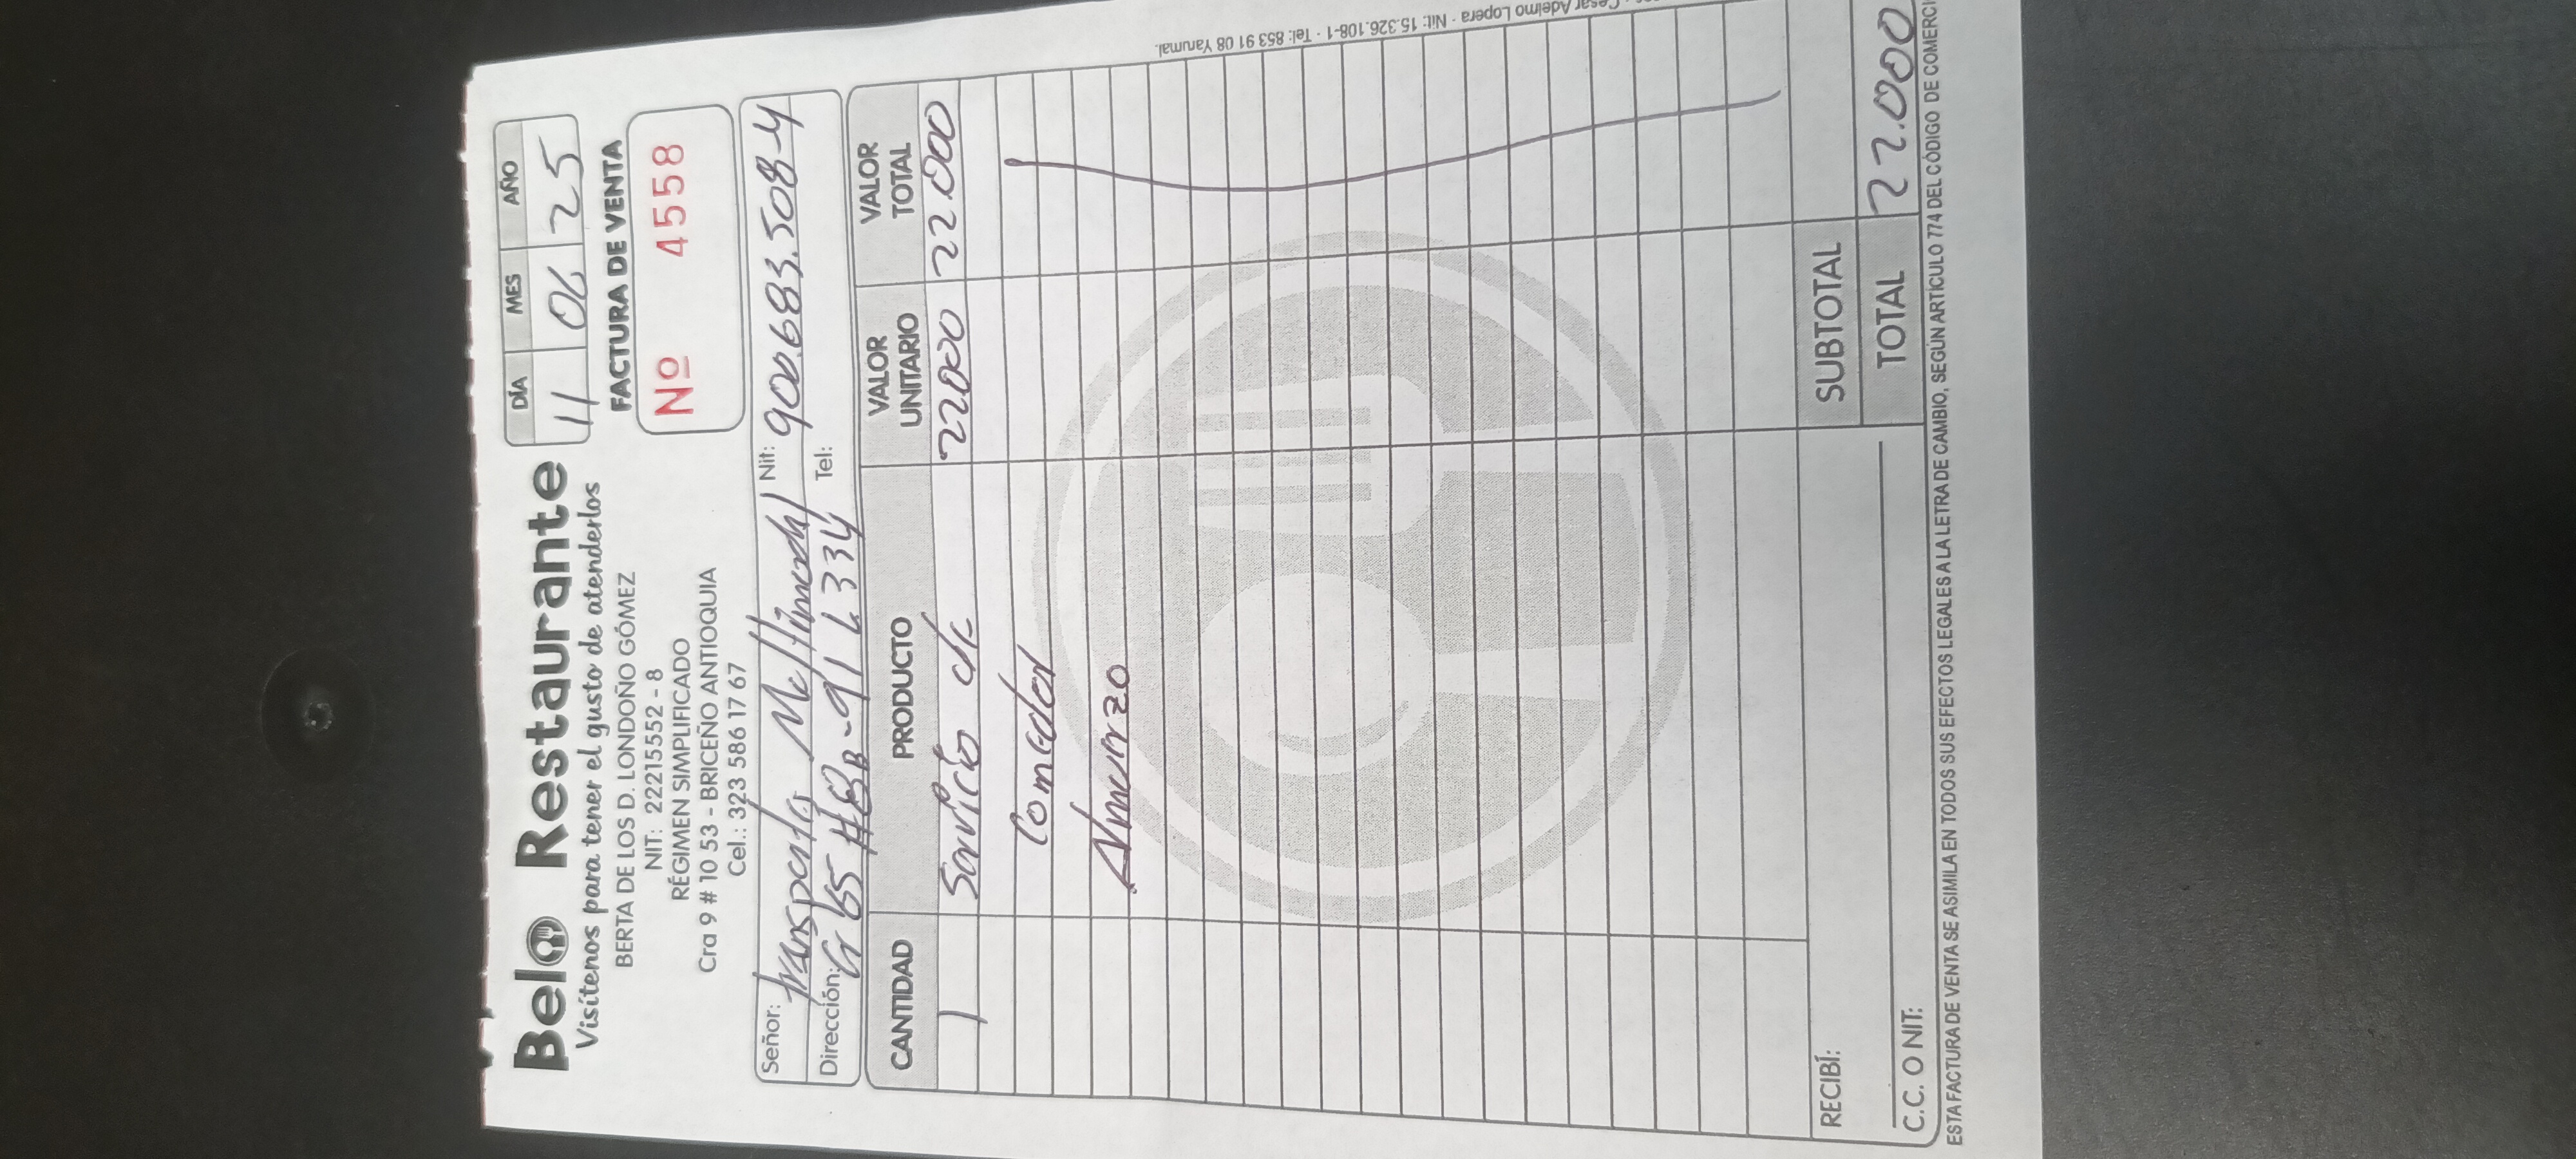 Belo Restaurante
Visítenos para tener el gusto de atenderlos
BERTA DE LOS D. LONDOÑO GÓMEZ
NIT: 22215552 - 8
RÉGIMEN SIMPLIFICADO
Cra 9 # 10 53 - BRICEÑO ANTIOQUIA
Cel.: 323 586 17 67
DÍA MES AÑO
11 06 25
FACTURA DE VENTA
Nº 4558
Señor: transportes Multimodal Nit: 900.683.508-4
Dirección: 65 Tel:
CANTIDAD PRODUCTO VALOR UNITARIO VALOR TOTAL
1 Servicio de 22000 22.000
Comedor
Almuerzo
SUBTOTAL
TOTAL 22.000
RECIBÍ:
C.C. O NIT:
ESTA FACTURA DE VENTA SE ASIMILA EN TODOS SUS EFECTOS LEGALES A LA LETRA DE CAMBIO, SEGÚN ARTICULO 774 DEL CÓDIGO DE COMERCI
Cesar Adelmo Lopera - Nit: 15.326.108-1 - Tel: 853 91 08 Yarumal.